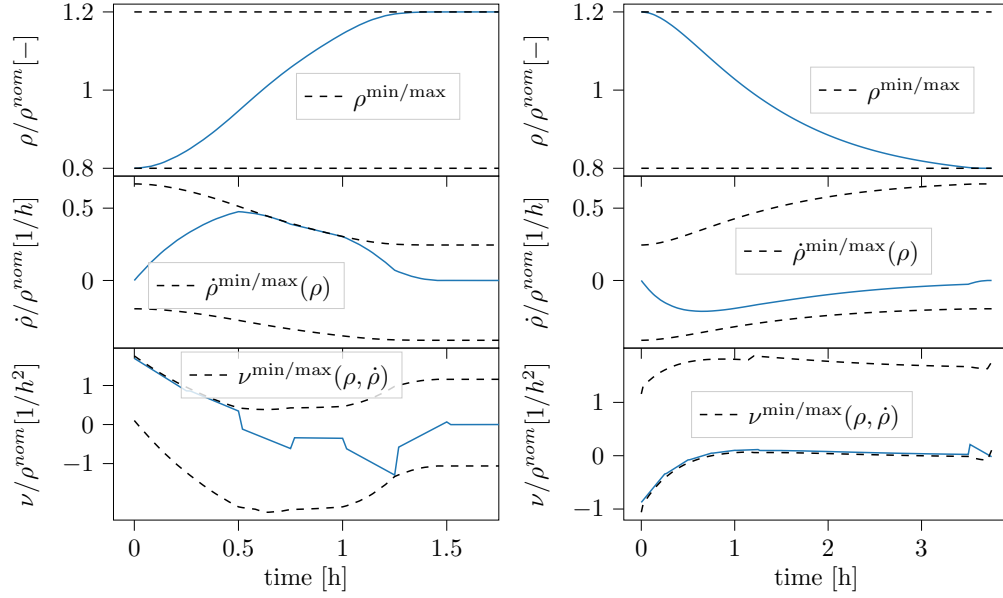 ρ/ρ^nom[−]
1.2
1
0.8
ρ^min/max
ρ̇/ρ^nom[1/h]
0.5
0
ρ̇^min/max(ρ)
ν/ρ^nom[1/h²]
1
0
−1
ν^min/max(ρ, ρ̇)
0 0.5 1 1.5
time [h]
ρ/ρ^nom[−]
1.2
1
0.8
ρ^min/max
ρ̇/ρ^nom[1/h]
0.5
0
ρ̇^min/max(ρ)
ν/ρ^nom[1/h²]
1
0
−1
ν^min/max(ρ, ρ̇)
0 1 2 3
time [h]